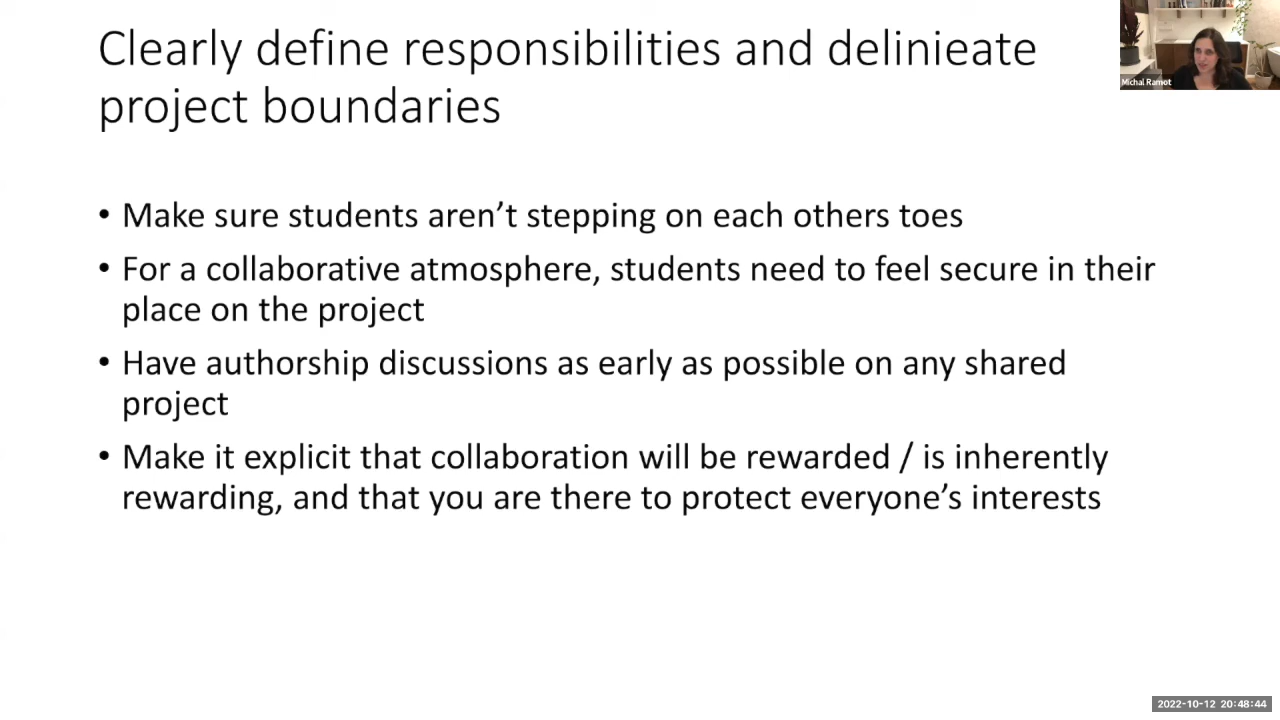 Clearly define responsibilities and delinieate
project boundaries
Michal Ramot
• Make sure students aren’t stepping on each others toes
• For a collaborative atmosphere, students need to feel secure in their
place on the project
• Have authorship discussions as early as possible on any shared
project
• Make it explicit that collaboration will be rewarded / is inherently
rewarding, and that you are there to protect everyone’s interests
2022-10-12 20:48:44